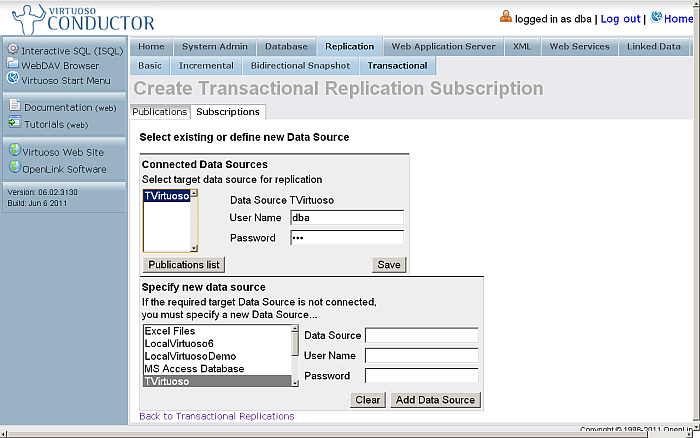 VIRTUOSO
CONDUCTOR
logged in as dba | Log out | Home
Interactive SQL (ISQL)
WebDAV Browser
Virtuoso Start Menu
Documentation (web)
Tutorials (web)
Virtuoso Web Site
OpenLink Software
Version: 06.02.3130
Build: Jun 6 2011
Home System Admin Database Replication Web Application Server XML Web Services Linked Data
Basic Incremental Bidirectional Snapshot Transactional
Create Transactional Replication Subscription
Publications Subscriptions
Select existing or define new Data Source
Connected Data Sources
Select target data source for replication
TVirtuoso
Data Source TVirtuoso
User Name dba
Password •••
Publications list Save
Specify new data source
If the required target Data Source is not connected,
you must specify a new Data Source...
Excel Files
LocalVirtuoso6
LocalVirtuosoDemo
MS Access Database
TVirtuoso
Data Source
User Name
Password
Clear Add Data Source
Back to Transactional Replications
Copyright © 1998-2011 OpenLin